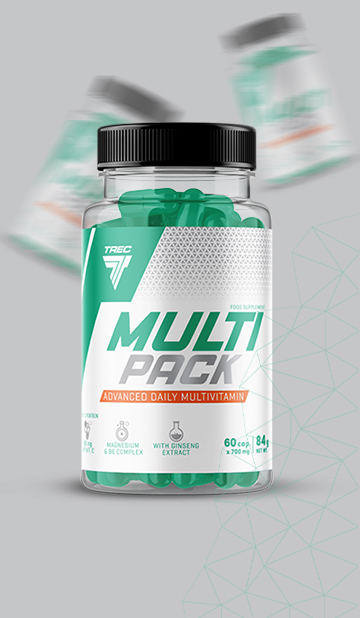 TREC
FOOD SUPPLEMENT
MULTI
PACK
ADVANCED DAILY MULTIVITAMIN
MAGNESIUM
& B6 COMPLEX
WITH GINSENG
EXTRACT
60 cap.
x 700 mg
84g
NET WT.